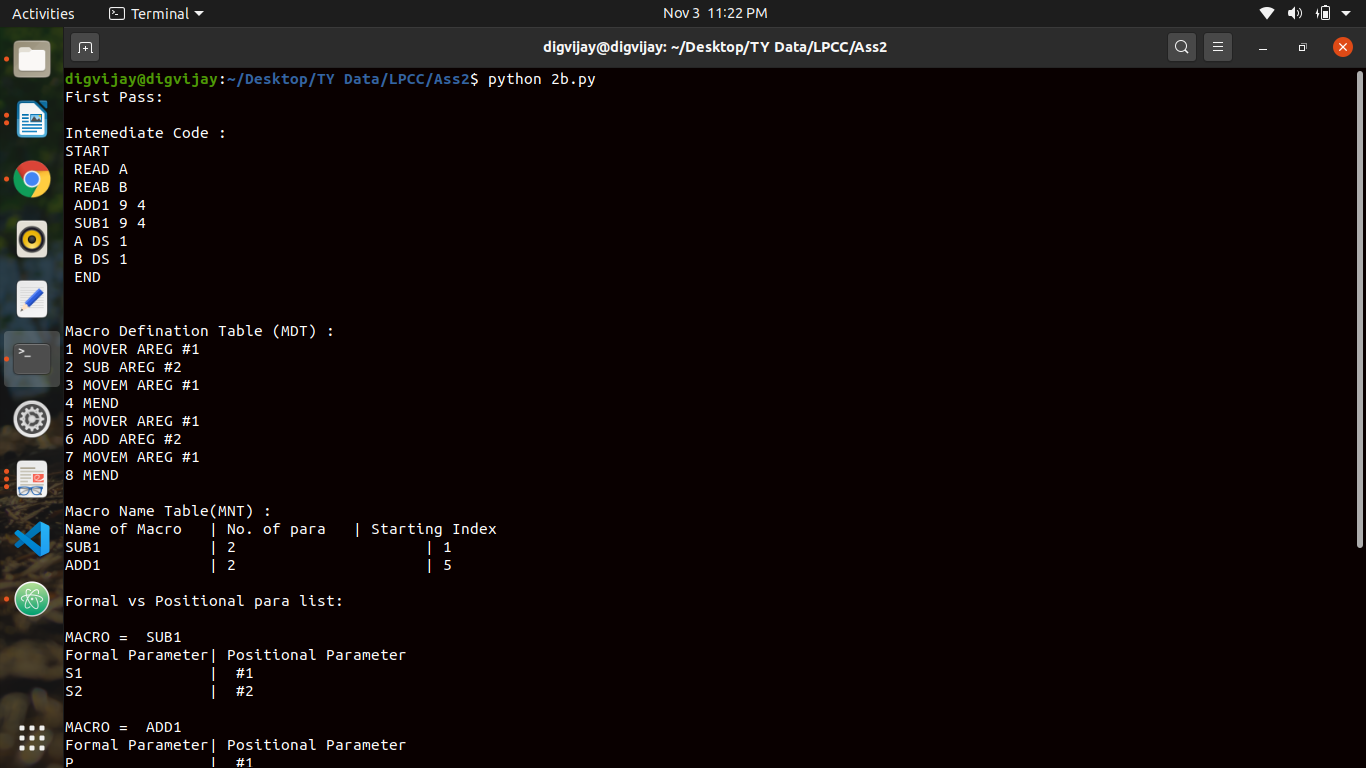 Activities
Terminal
Nov 3 11:22 PM
digvijay@digvijay: ~/Desktop/TY Data/LPCC/Ass2
digvijay@digvijay:~/Desktop/TY Data/LPCC/Ass2$ python 2b.py
First Pass:
Intemediate Code :
START
READ A
REAB B
ADD1 9 4
SUB1 9 4
A DS 1
B DS 1
END
Macro Defination Table (MDT) :
1 MOVER AREG #1
2 SUB AREG #2
3 MOVEM AREG #1
4 MEND
5 MOVER AREG #1
6 ADD AREG #2
7 MOVEM AREG #1
8 MEND
Macro Name Table(MNT) :
Name of Macro | No. of para | Starting Index
SUB1 | 2 | 1
ADD1 | 2 | 5
Formal vs Positional para list:
MACRO = SUB1
Formal Parameter| Positional Parameter
S1 | #1
S2 | #2
MACRO = ADD1
Formal Parameter| Positional Parameter
P | #1